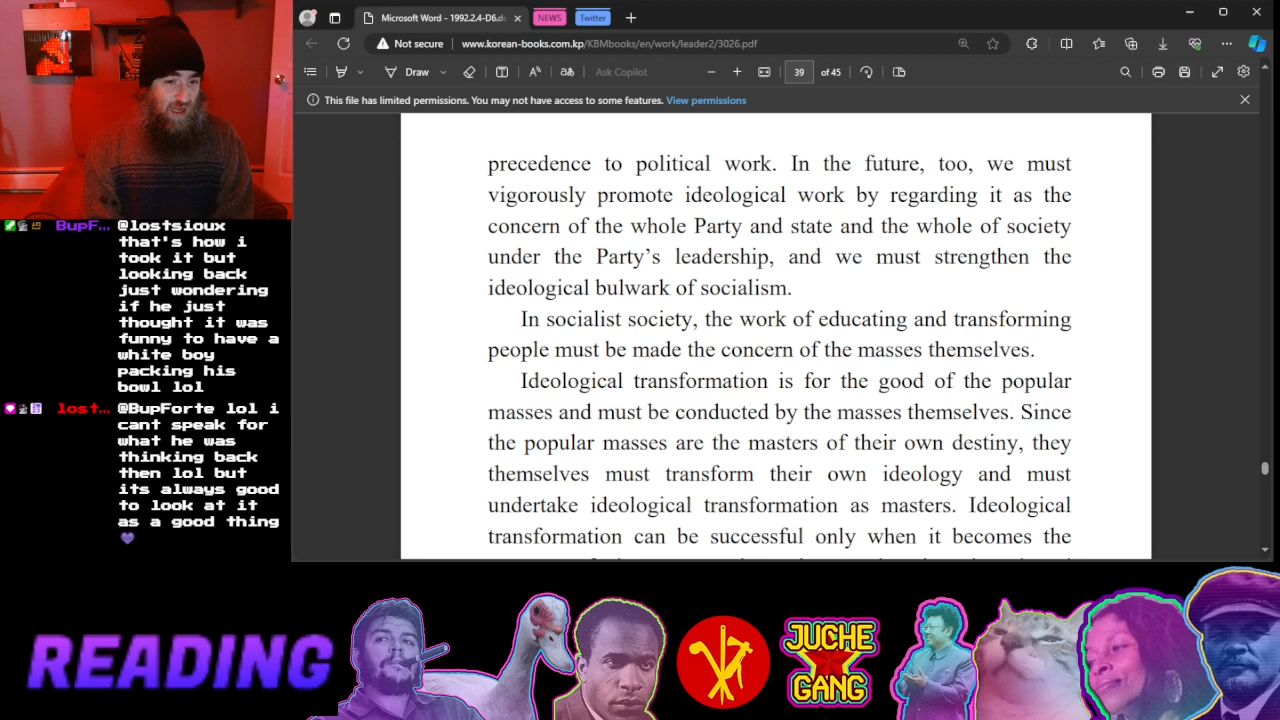 Microsoft Word - 1992.2.4-D6.do
NEWS
Twitter
Not secure
www.korean-books.com.kp/KBMbooks/en/work/leader2/3026.pdf
Draw
Ask Copilot
39
of 45
This file has limited permissions. You may not have access to some features. View permissions
precedence to political work. In the future, too, we must
vigorously promote ideological work by regarding it as the
concern of the whole Party and state and the whole of society
under the Party's leadership, and we must strengthen the
ideological bulwark of socialism.
In socialist society, the work of educating and transforming
people must be made the concern of the masses themselves.
Ideological transformation is for the good of the popular
masses and must be conducted by the masses themselves. Since
the popular masses are the masters of their own destiny, they
themselves must transform their own ideology and must
undertake ideological transformation as masters. Ideological
transformation can be successful only when it becomes the
BupF... @lostsioux
that's how i
took it but
looking back
just wondering
if he just
thought it was
funny to have a
white boy
packing his
bowl lol
lost... @BupForte lol i
cant speak for
what he was
thinking back
then lol but
its always good
to look at it
as a good thing
READING
JUCHE
GANG